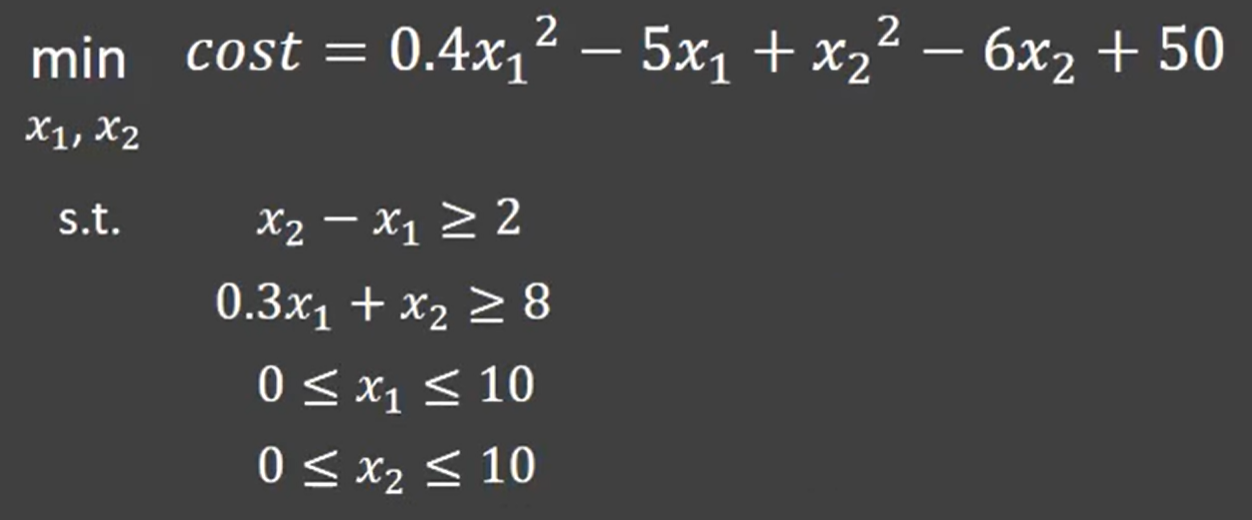 min cost = 0.4x₁² − 5x₁ + x₂² − 6x₂ + 50
x₁, x₂
s.t. x₂ − x₁ ≥ 2
0.3x₁ + x₂ ≥ 8
0 ≤ x₁ ≤ 10
0 ≤ x₂ ≤ 10